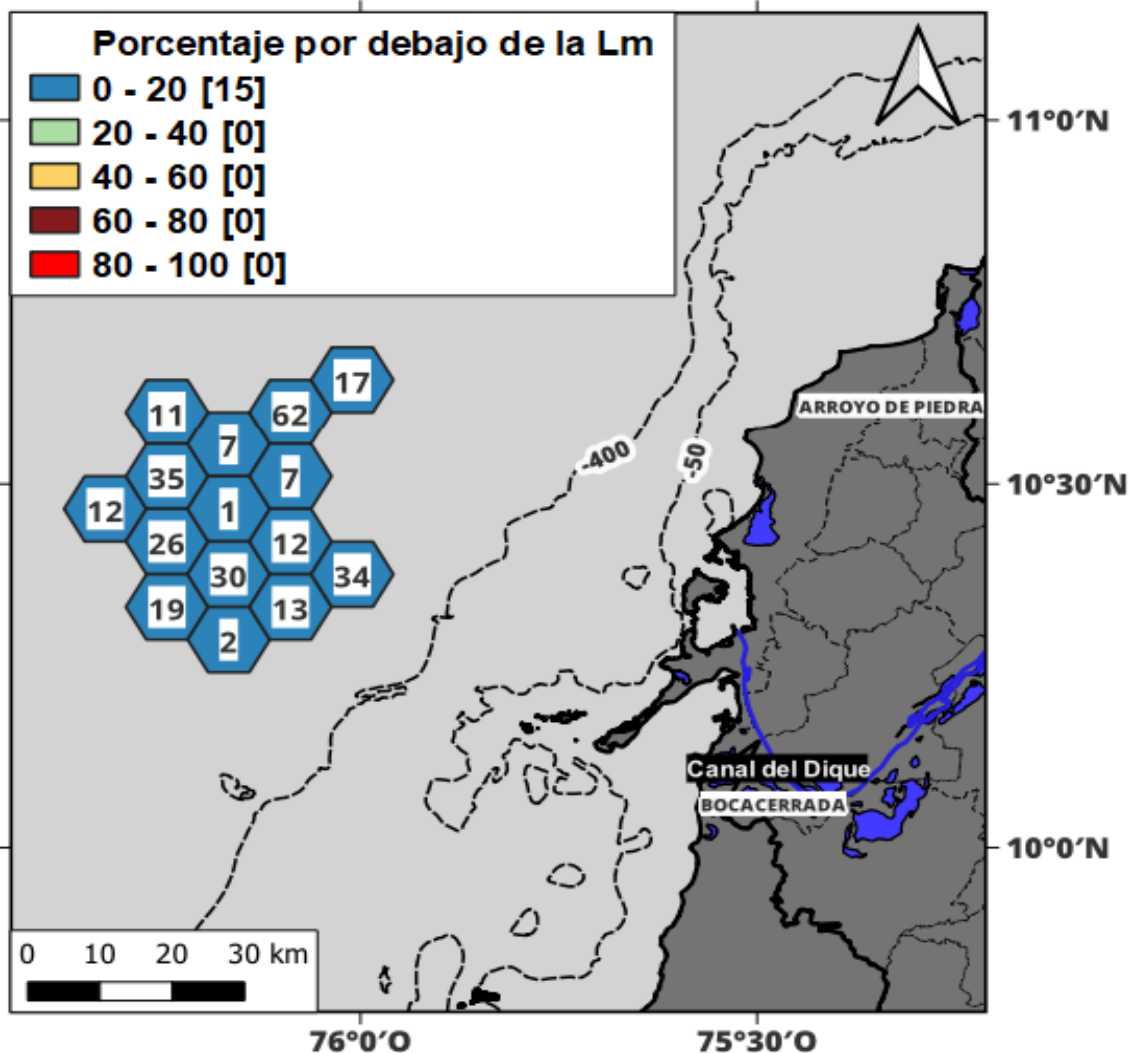 Porcentaje por debajo de la Lm
0 - 20 [15]
20 - 40 [0]
40 - 60 [0]
60 - 80 [0]
80 - 100 [0]
11°0′N
17
11
62
7
ARROYO DE PIEDRA
-400
-50
35
7
10°30′N
12
1
26
12
30
34
19
13
2
Canal del Dique
BOCACERRADA
10°0′N
0 10 20 30 km
76°0′O
75°30′O